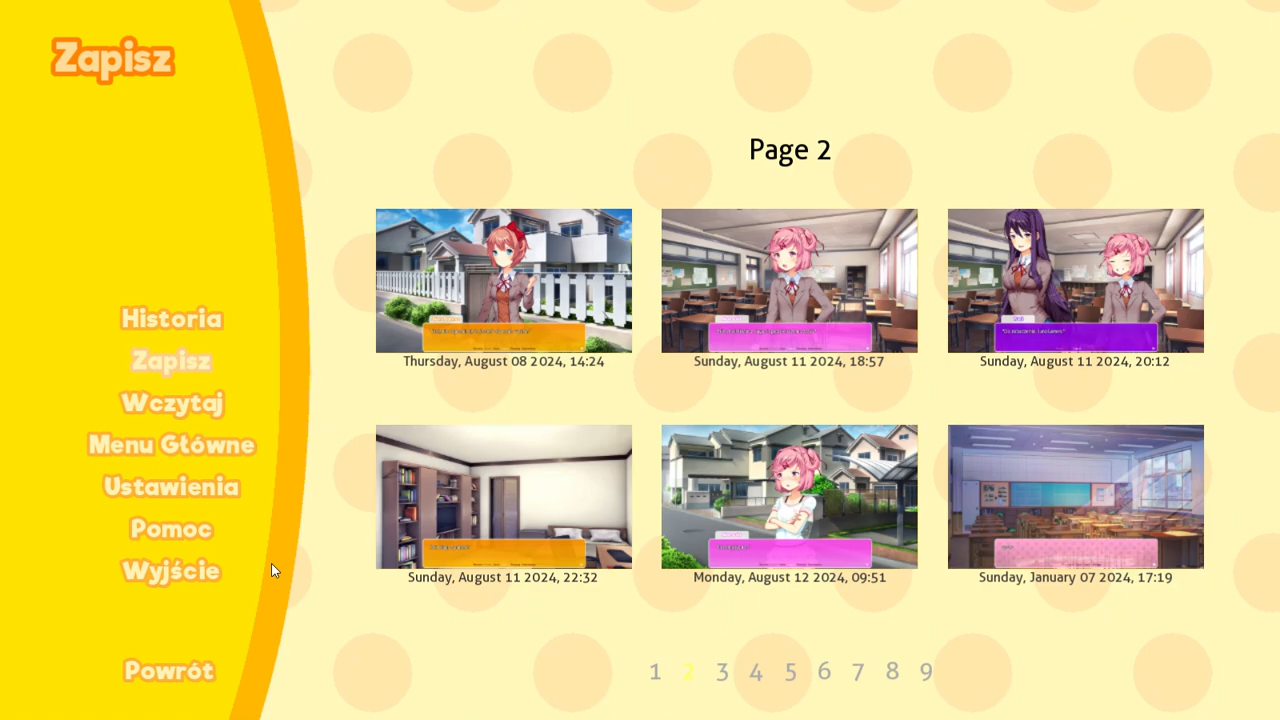 Zapisz
Page 2
Thursday, August 08 2024, 14:24
Sunday, August 11 2024, 18:57
Sunday, August 11 2024, 20:12
Historia
Zapisz
Wczytaj
Menu Główne
Ustawienia
Pomoc
Wyjście
Sunday, August 11 2024, 22:32
Monday, August 12 2024, 09:51
Sunday, January 07 2024, 17:19
Powrót
1 2 3 4 5 6 7 8 9